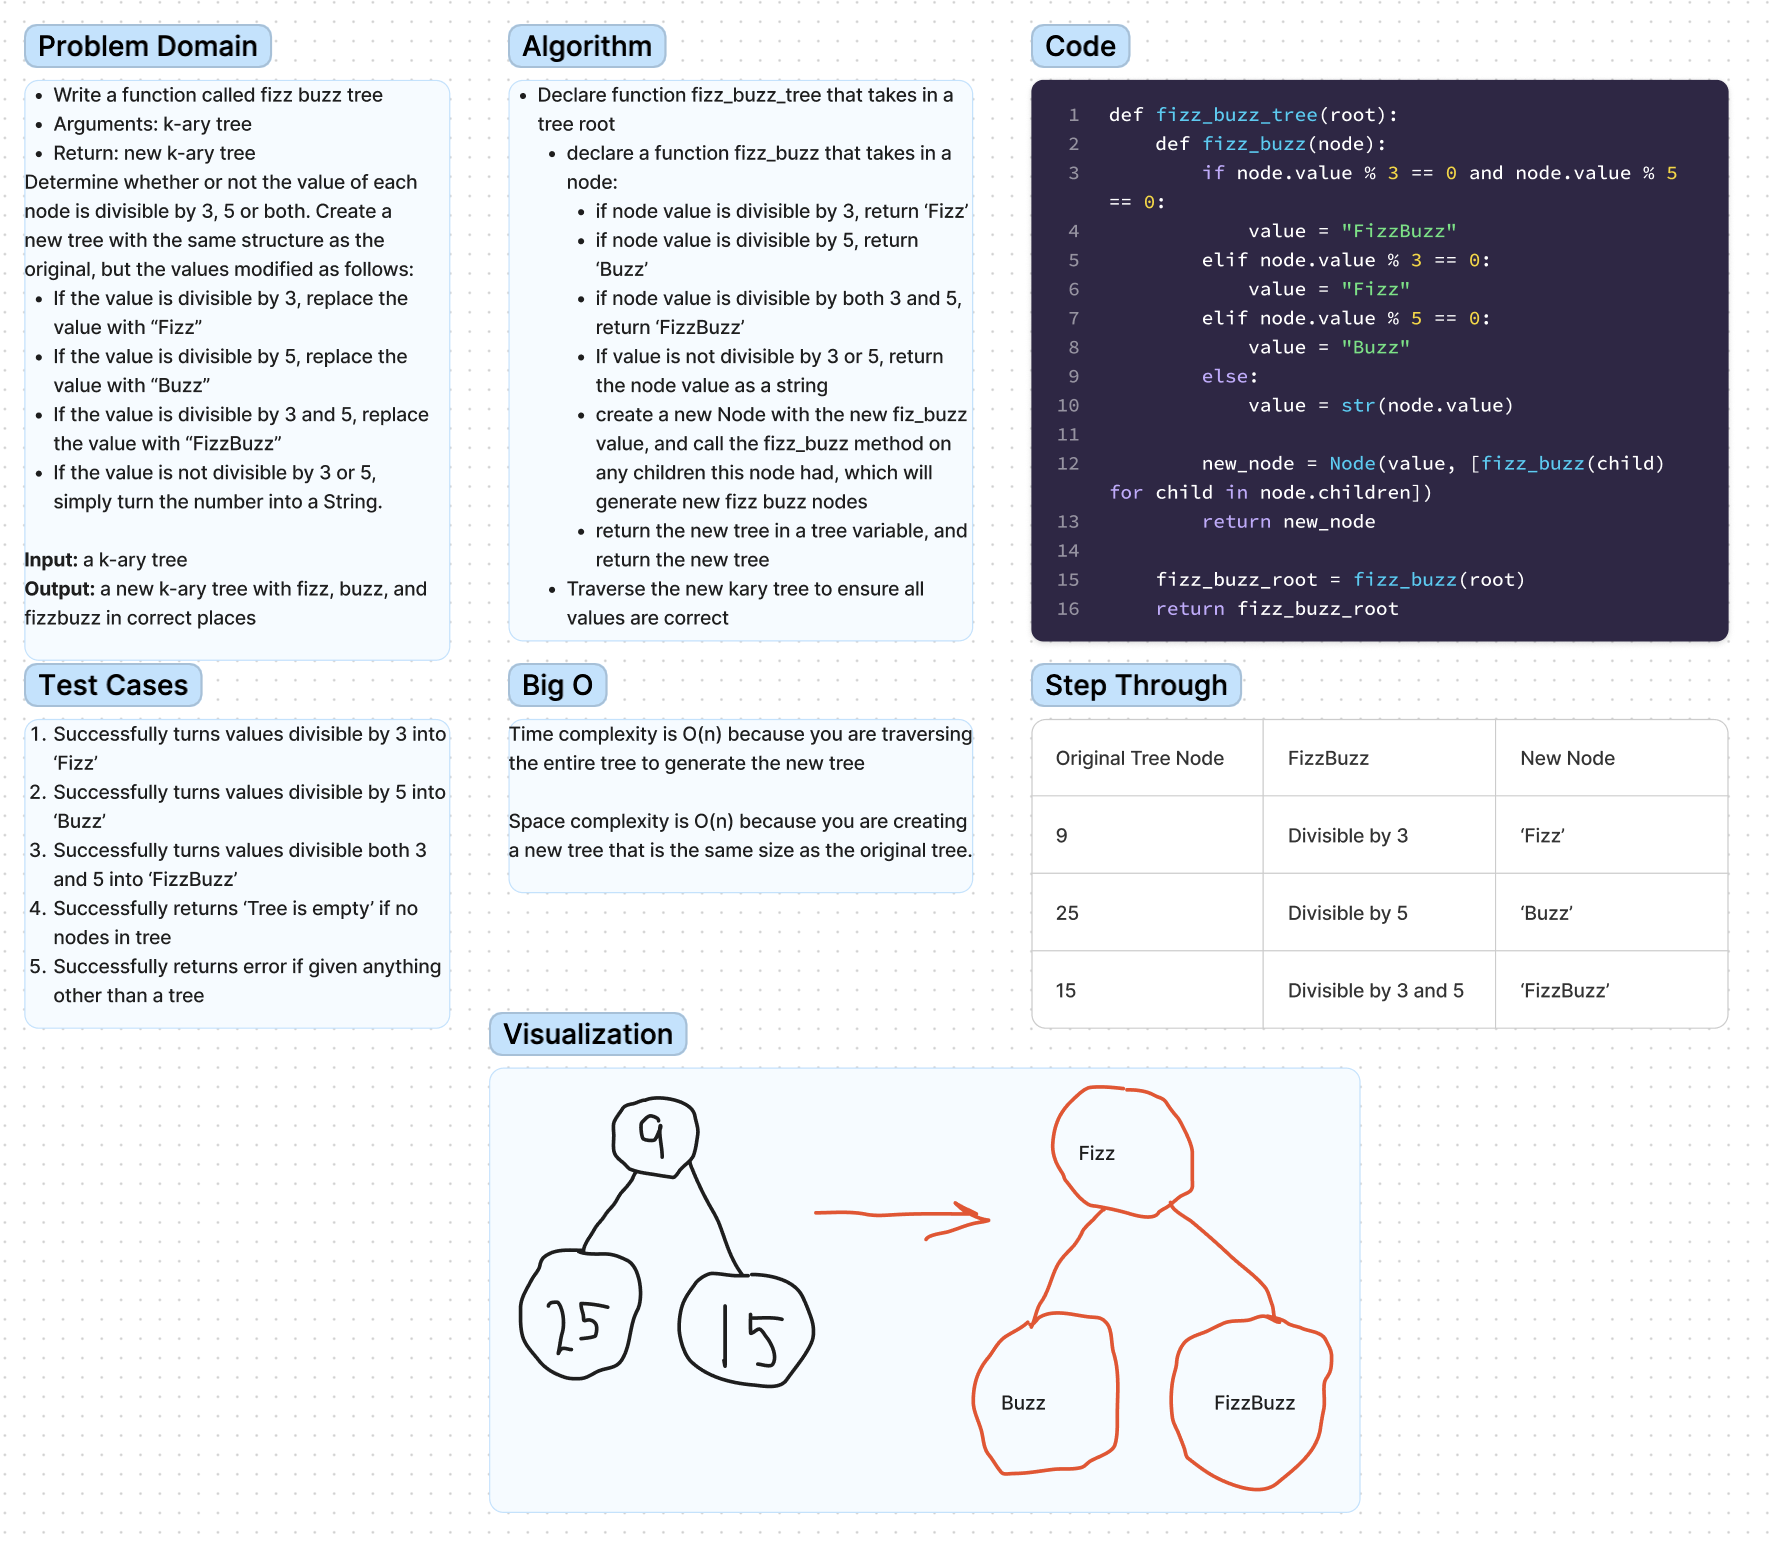 Problem Domain
• Write a function called fizz buzz tree
• Arguments: k-ary tree
• Return: new k-ary tree
Determine whether or not the value of each
node is divisible by 3, 5 or both. Create a
new tree with the same structure as the
original, but the values modified as follows:
• If the value is divisible by 3, replace the
value with “Fizz”
• If the value is divisible by 5, replace the
value with “Buzz”
• If the value is divisible by 3 and 5, replace
the value with “FizzBuzz”
• If the value is not divisible by 3 or 5,
simply turn the number into a String.
Input: a k-ary tree
Output: a new k-ary tree with fizz, buzz, and
fizzbuzz in correct places
Algorithm
• Declare function fizz_buzz_tree that takes in a
tree root
• declare a function fizz_buzz that takes in a
node:
• if node value is divisible by 3, return ‘Fizz’
• if node value is divisible by 5, return
‘Buzz’
• if node value is divisible by both 3 and 5,
return ‘FizzBuzz’
• If value is not divisible by 3 or 5, return
the node value as a string
• create a new Node with the new fiz_buzz
value, and call the fizz_buzz method on
any children this node had, which will
generate new fizz buzz nodes
• return the new tree in a tree variable, and
return the new tree
• Traverse the new kary tree to ensure all
values are correct
Code
1 def fizz_buzz_tree(root):
2     def fizz_buzz(node):
3         if node.value % 3 == 0 and node.value % 5
== 0:
4             value = "FizzBuzz"
5         elif node.value % 3 == 0:
6             value = "Fizz"
7         elif node.value % 5 == 0:
8             value = "Buzz"
9         else:
10             value = str(node.value)
11
12         new_node = Node(value, [fizz_buzz(child)
for child in node.children])
13         return new_node
14
15     fizz_buzz_root = fizz_buzz(root)
16     return fizz_buzz_root
Test Cases
1. Successfully turns values divisible by 3 into
‘Fizz’
2. Successfully turns values divisible by 5 into
‘Buzz’
3. Successfully turns values divisible both 3
and 5 into ‘FizzBuzz’
4. Successfully returns ‘Tree is empty’ if no
nodes in tree
5. Successfully returns error if given anything
other than a tree
Big O
Time complexity is O(n) because you are traversing
the entire tree to generate the new tree
Space complexity is O(n) because you are creating
a new tree that is the same size as the original tree.
Step Through
Original Tree Node FizzBuzz New Node
9 Divisible by 3 ‘Fizz’
25 Divisible by 5 ‘Buzz’
15 Divisible by 3 and 5 ‘FizzBuzz’
Visualization
9
25
15
Fizz
Buzz
FizzBuzz